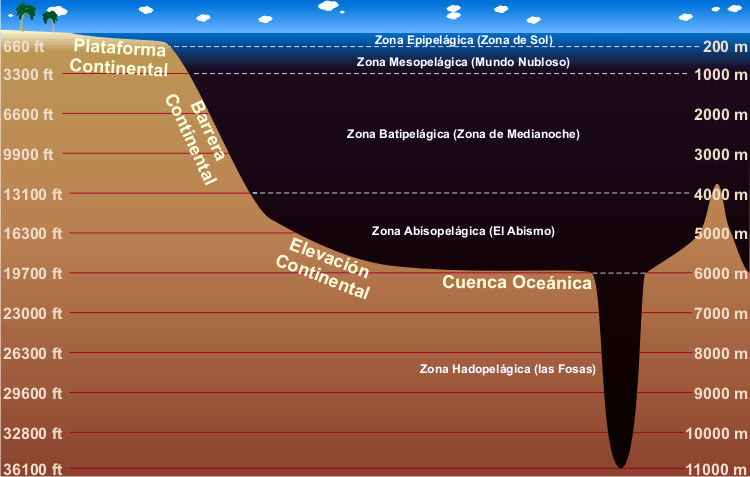 Zona Epipelágica (Zona de Sol)
660 ft
Plataforma
Continental
200 m
Zona Mesopelágica (Mundo Nubloso)
3300 ft
1000 m
6600 ft
Barrera
Continental
2000 m
Zona Batipelágica (Zona de Medianoche)
9900 ft
3000 m
13100 ft
4000 m
16300 ft
Zona Abisopelágica (El Abismo)
5000 m
Elevación
Continental
19700 ft
6000 m
Cuenca Oceánica
23000 ft
7000 m
26300 ft
8000 m
Zona Hadopelágica (las Fosas)
29600 ft
9000 m
32800 ft
10000 m
36100 ft
11000 m